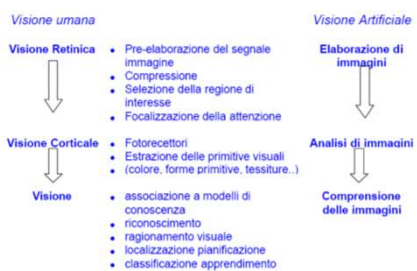 Visione umana
Visione Artificiale
Visione Retinica
• Pre-elaborazione del segnale
immagine
• Compressione
• Selezione della regione di
interesse
• Focalizzazione della attenzione
Elaborazione di
immagini
Visione Corticale
• Fotorecettori
• Estrazione delle primitive visuali
• (colore, forme primitive, tessiture,.)
Analisi di immagini
Visione
• associazione a modelli di
conoscenza
• riconoscimento
• ragionamento visuale
• localizzazione pianificazione
• classificazione apprendimento
Comprensione
delle immagini